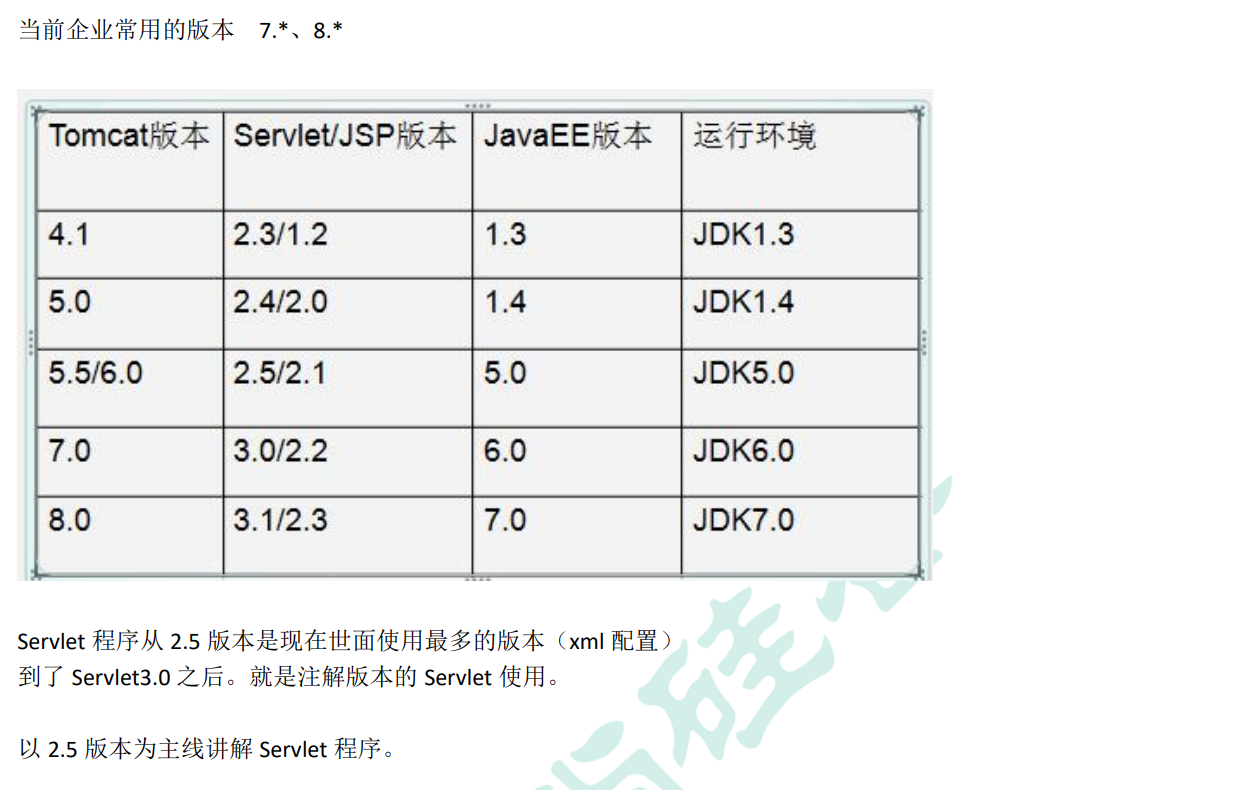 当前企业常用的版本 7.*、8.*
Tomcat版本 Servlet/JSP版本 JavaEE版本 运行环境
4.1 2.3/1.2 1.3 JDK1.3
5.0 2.4/2.0 1.4 JDK1.4
5.5/6.0 2.5/2.1 5.0 JDK5.0
7.0 3.0/2.2 6.0 JDK6.0
8.0 3.1/2.3 7.0 JDK7.0
Servlet 程序从 2.5 版本是现在世面使用最多的版本（xml 配置）
到了 Servlet3.0 之后。就是注解版本的 Servlet 使用。
以 2.5 版本为主线讲解 Servlet 程序。